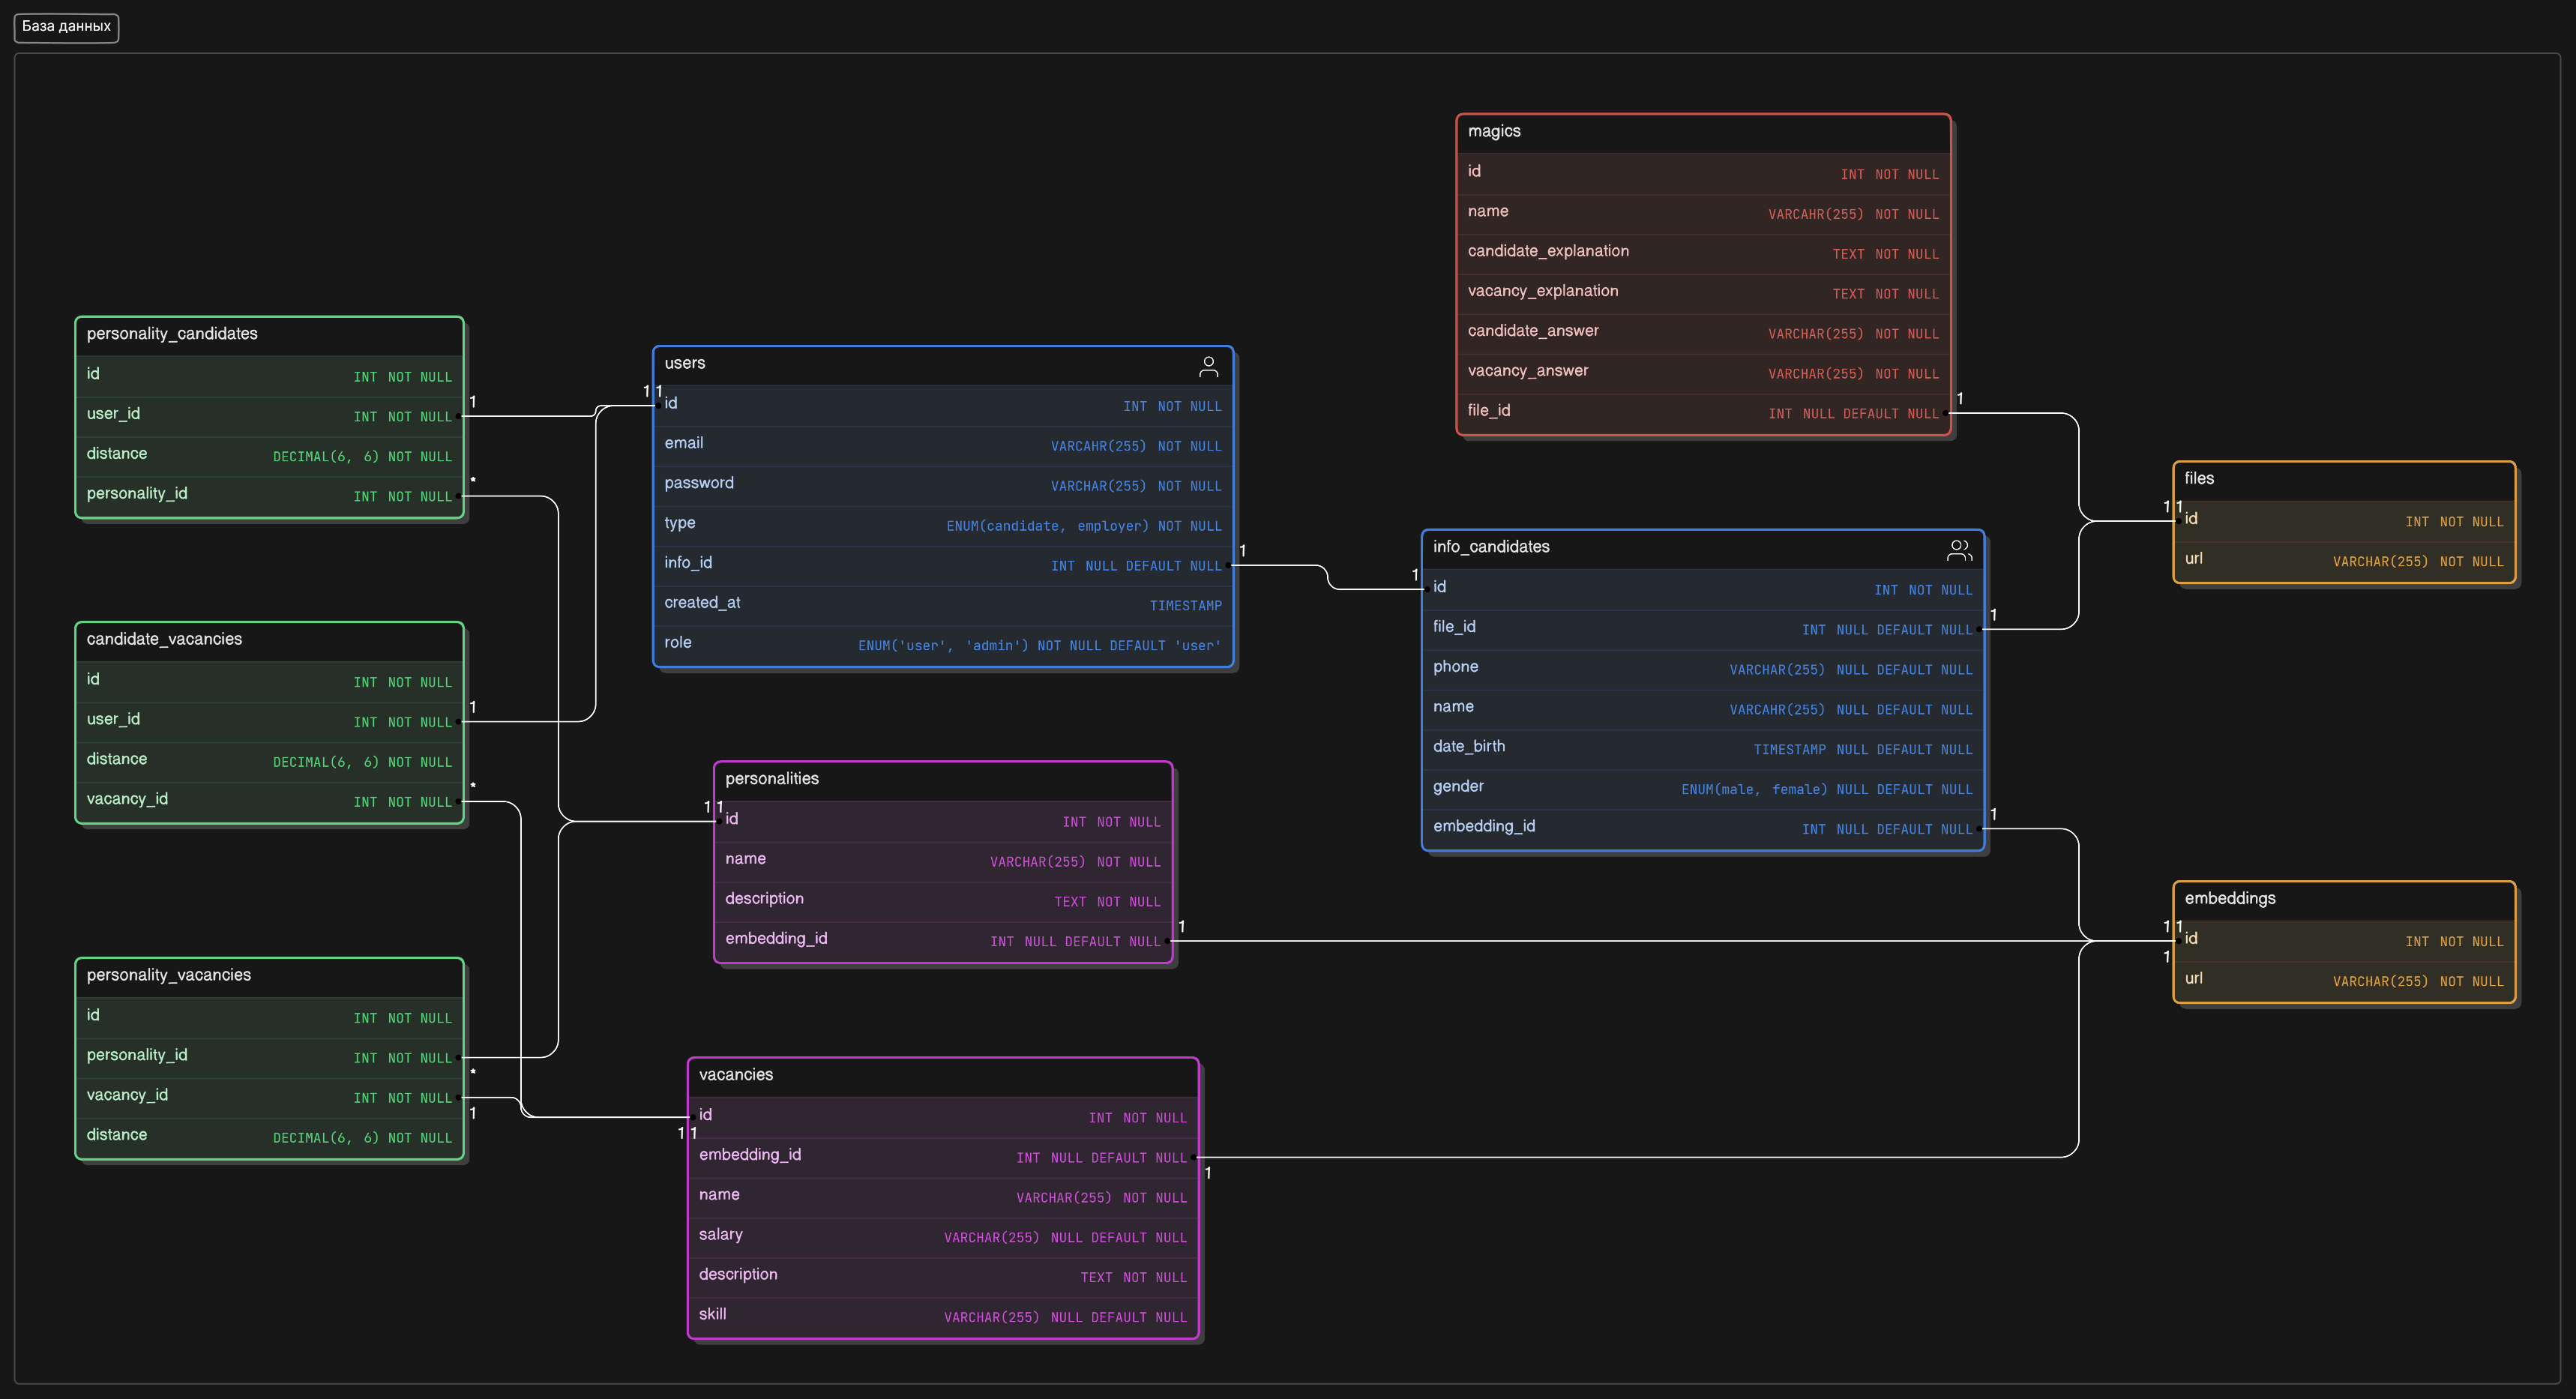 База данных
magics
id INT NOT NULL
name VARCAHR(255) NOT NULL
candidate_explanation TEXT NOT NULL
vacancy_explanation TEXT NOT NULL
candidate_answer VARCHAR(255) NOT NULL
vacancy_answer VARCHAR(255) NOT NULL
file_id INT NULL DEFAULT NULL
1
personality_candidates
id INT NOT NULL
user_id INT NOT NULL
1
distance DECIMAL(6, 6) NOT NULL
personality_id INT NOT NULL
*
users
11
id INT NOT NULL
email VARCAHR(255) NOT NULL
password VARCHAR(255) NOT NULL
type ENUM(candidate, employer) NOT NULL
info_id INT NULL DEFAULT NULL
1
created_at TIMESTAMP
role ENUM('user', 'admin') NOT NULL DEFAULT 'user'
files
11
id INT NOT NULL
url VARCHAR(255) NOT NULL
info_candidates
1
id INT NOT NULL
file_id INT NULL DEFAULT NULL
1
phone VARCHAR(255) NULL DEFAULT NULL
name VARCAHR(255) NULL DEFAULT NULL
date_birth TIMESTAMP NULL DEFAULT NULL
gender ENUM(male, female) NULL DEFAULT NULL
embedding_id INT NULL DEFAULT NULL
1
candidate_vacancies
id INT NOT NULL
user_id INT NOT NULL
1
distance DECIMAL(6, 6) NOT NULL
vacancy_id INT NOT NULL
*
personalities
11
id INT NOT NULL
name VARCHAR(255) NOT NULL
description TEXT NOT NULL
embedding_id INT NULL DEFAULT NULL
1
embeddings
11
id INT NOT NULL
1
url VARCHAR(255) NOT NULL
personality_vacancies
id INT NOT NULL
personality_id INT NOT NULL
*
vacancy_id INT NOT NULL
1
distance DECIMAL(6, 6) NOT NULL
vacancies
id INT NOT NULL
11
embedding_id INT NULL DEFAULT NULL
1
name VARCHAR(255) NOT NULL
salary VARCHAR(255) NULL DEFAULT NULL
description TEXT NOT NULL
skill VARCHAR(255) NULL DEFAULT NULL